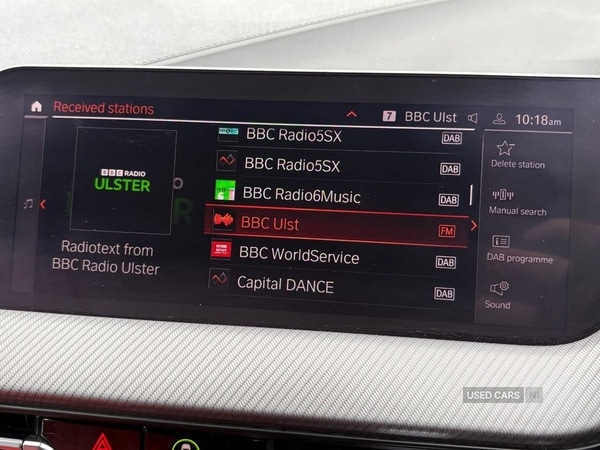 Received stations
7 BBC Ulst
10:18am
BBC RADIO
ULSTER
Radiotext from
BBC Radio Ulster
BBC Radio5SX DAB
BBC Radio5SX DAB
BBC Radio6Music DAB
BBC Ulst FM
BBC WorldService DAB
Capital DANCE DAB
Delete station
Manual search
DAB programme
Sound
USED CARS NI